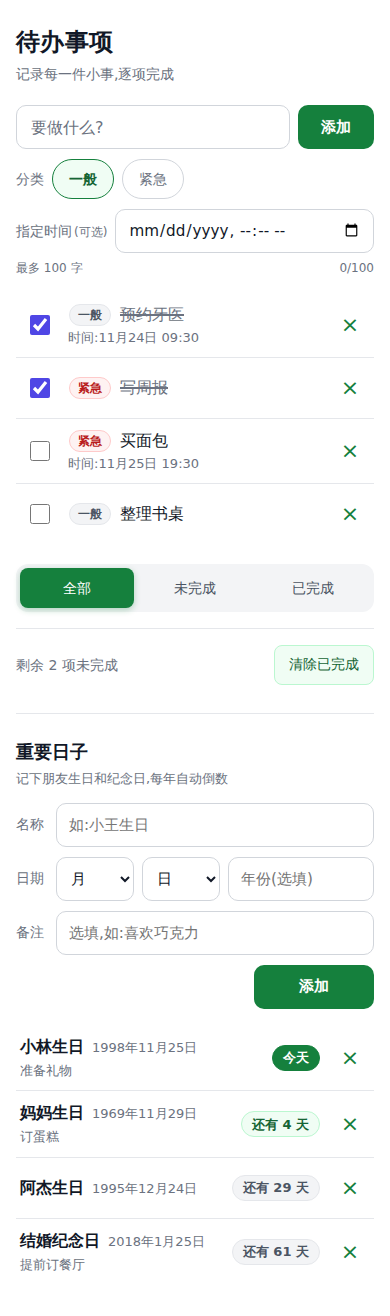 待办事项
记录每一件小事,逐项完成
要做什么?
添加
分类 一般 紧急
指定时间(可选) mm/dd/yyyy, --:-- --
最多 100 字 0/100
一般 预约牙医 ×
时间:11月24日 09:30
紧急 写周报 ×
紧急 买面包 ×
时间:11月25日 19:30
一般 整理书桌 ×
全部 未完成 已完成
剩余 2 项未完成 清除已完成
重要日子
记下朋友生日和纪念日,每年自动倒数
名称 如:小王生日
日期 月 日 年份(选填)
备注 选填,如:喜欢巧克力
添加
小林生日 1998年11月25日 今天 ×
准备礼物
妈妈生日 1969年11月29日 还有 4 天 ×
订蛋糕
阿杰生日 1995年12月24日 还有 29 天 ×
结婚纪念日 2018年1月25日 还有 61 天 ×
提前订餐厅